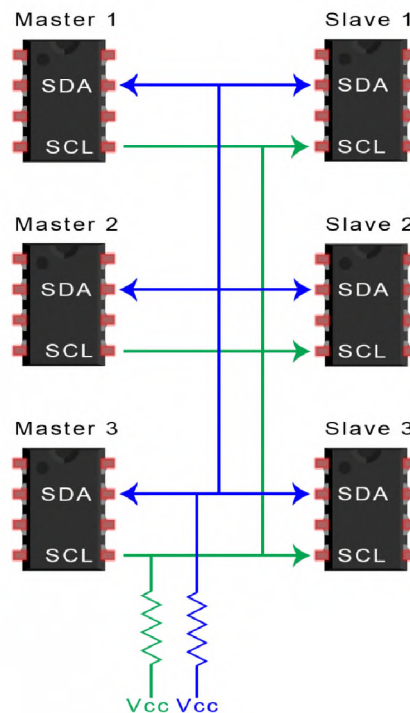 Master 1 Slave 1
SDA SDA
SCL SCL
Master 2 Slave 2
SDA SDA
SCL SCL
Master 3 Slave 3
SDA SDA
SCL SCL
Vcc Vcc